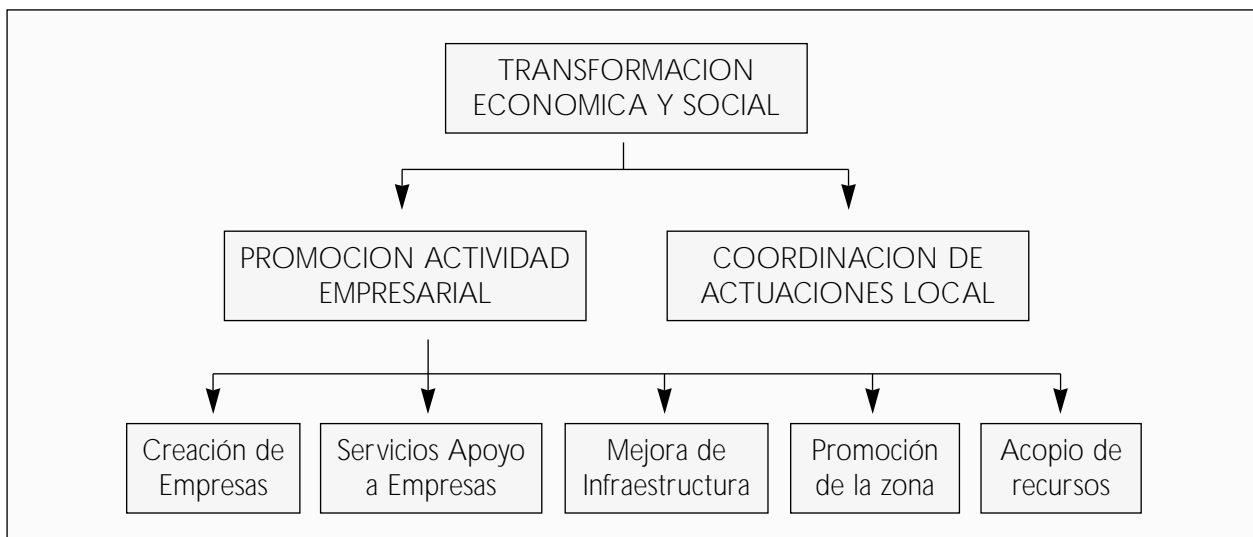 TRANSFORMACION
ECONOMICA Y SOCIAL
PROMOCION ACTIVIDAD
EMPRESARIAL
COORDINACION DE
ACTUACIONES LOCAL
Creación de
Empresas
Servicios Apoyo
a Empresas
Mejora de
Infraestructura
Promoción
de la zona
Acopio de
recursos